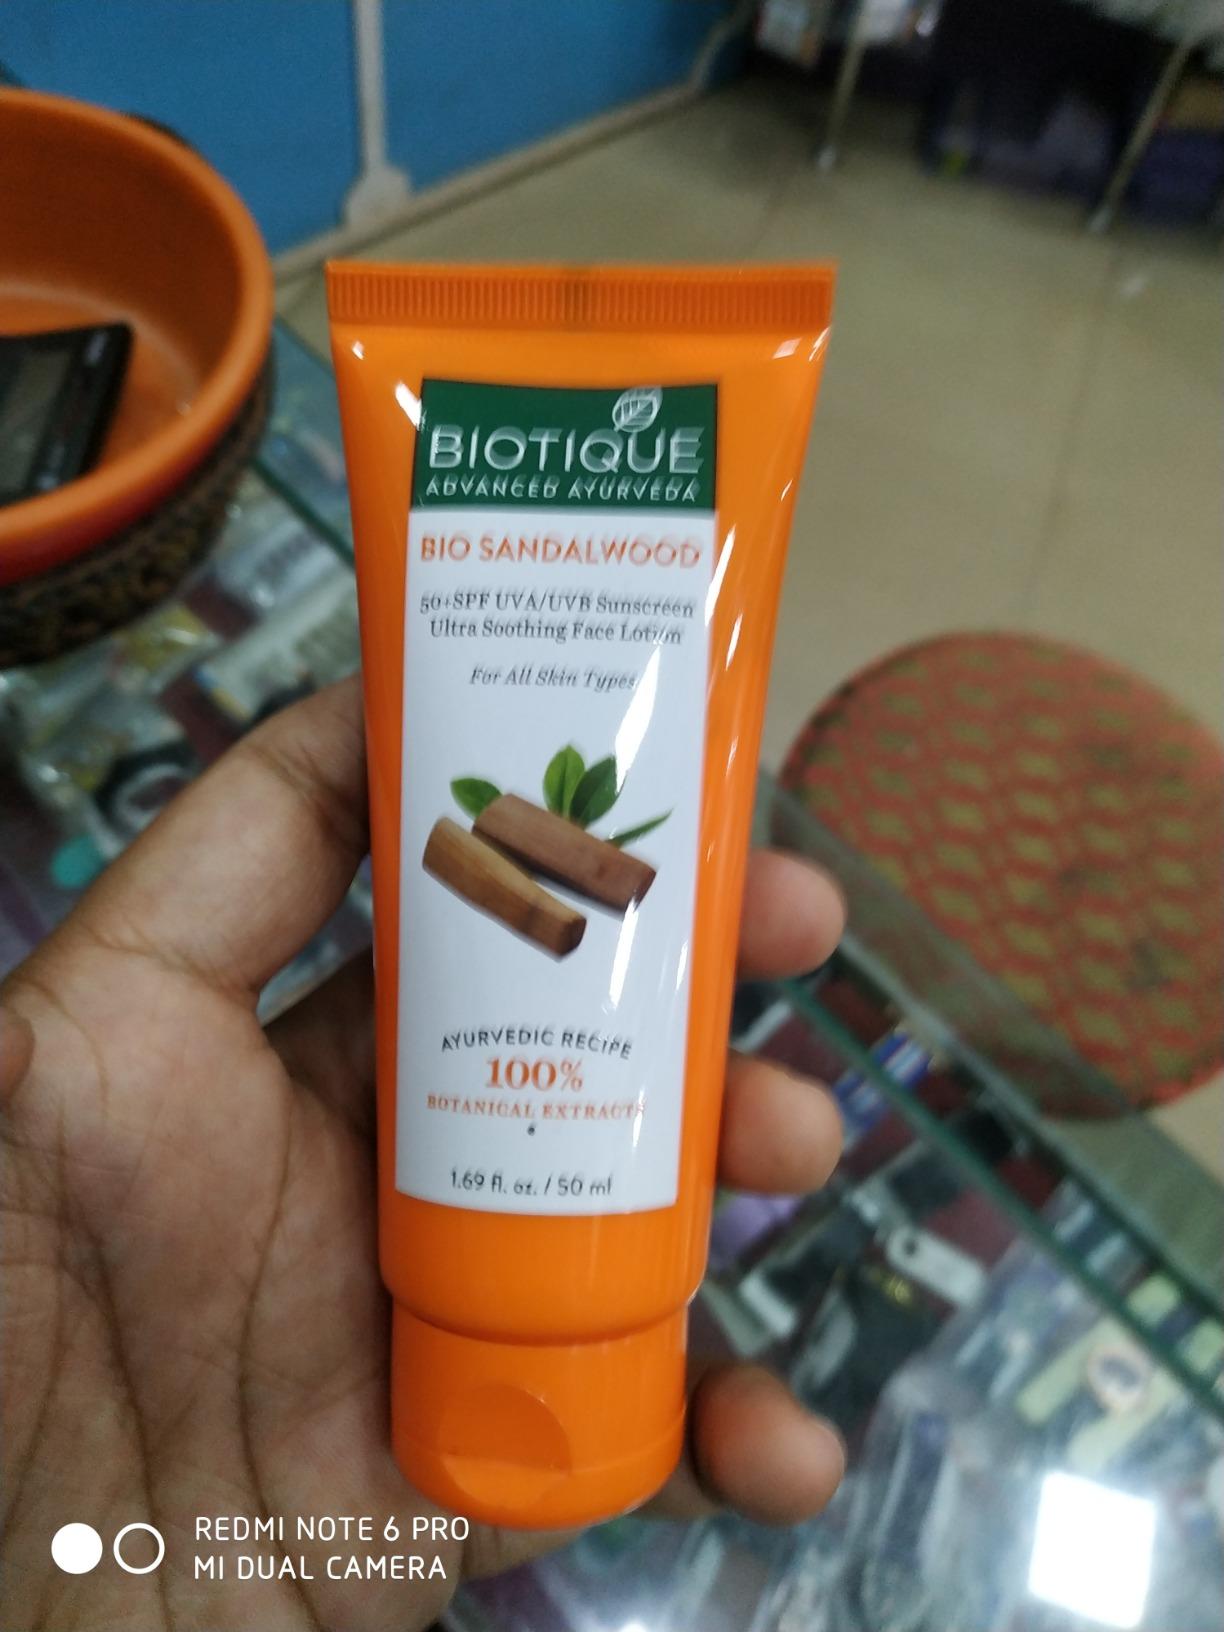 BIOTIQUE
ADVANCED AYURVEDA
BIO SANDALWOOD
50+SPF UVA/UVB Sunscreen
Ultra Soothing Face Lotion
For All Skin Types
AYURVEDIC RECIPE
100%
BOTANICAL EXTRACTS
1.69 fl. oz. / 50 ml
REDMI NOTE 6 PRO
MI DUAL CAMERA